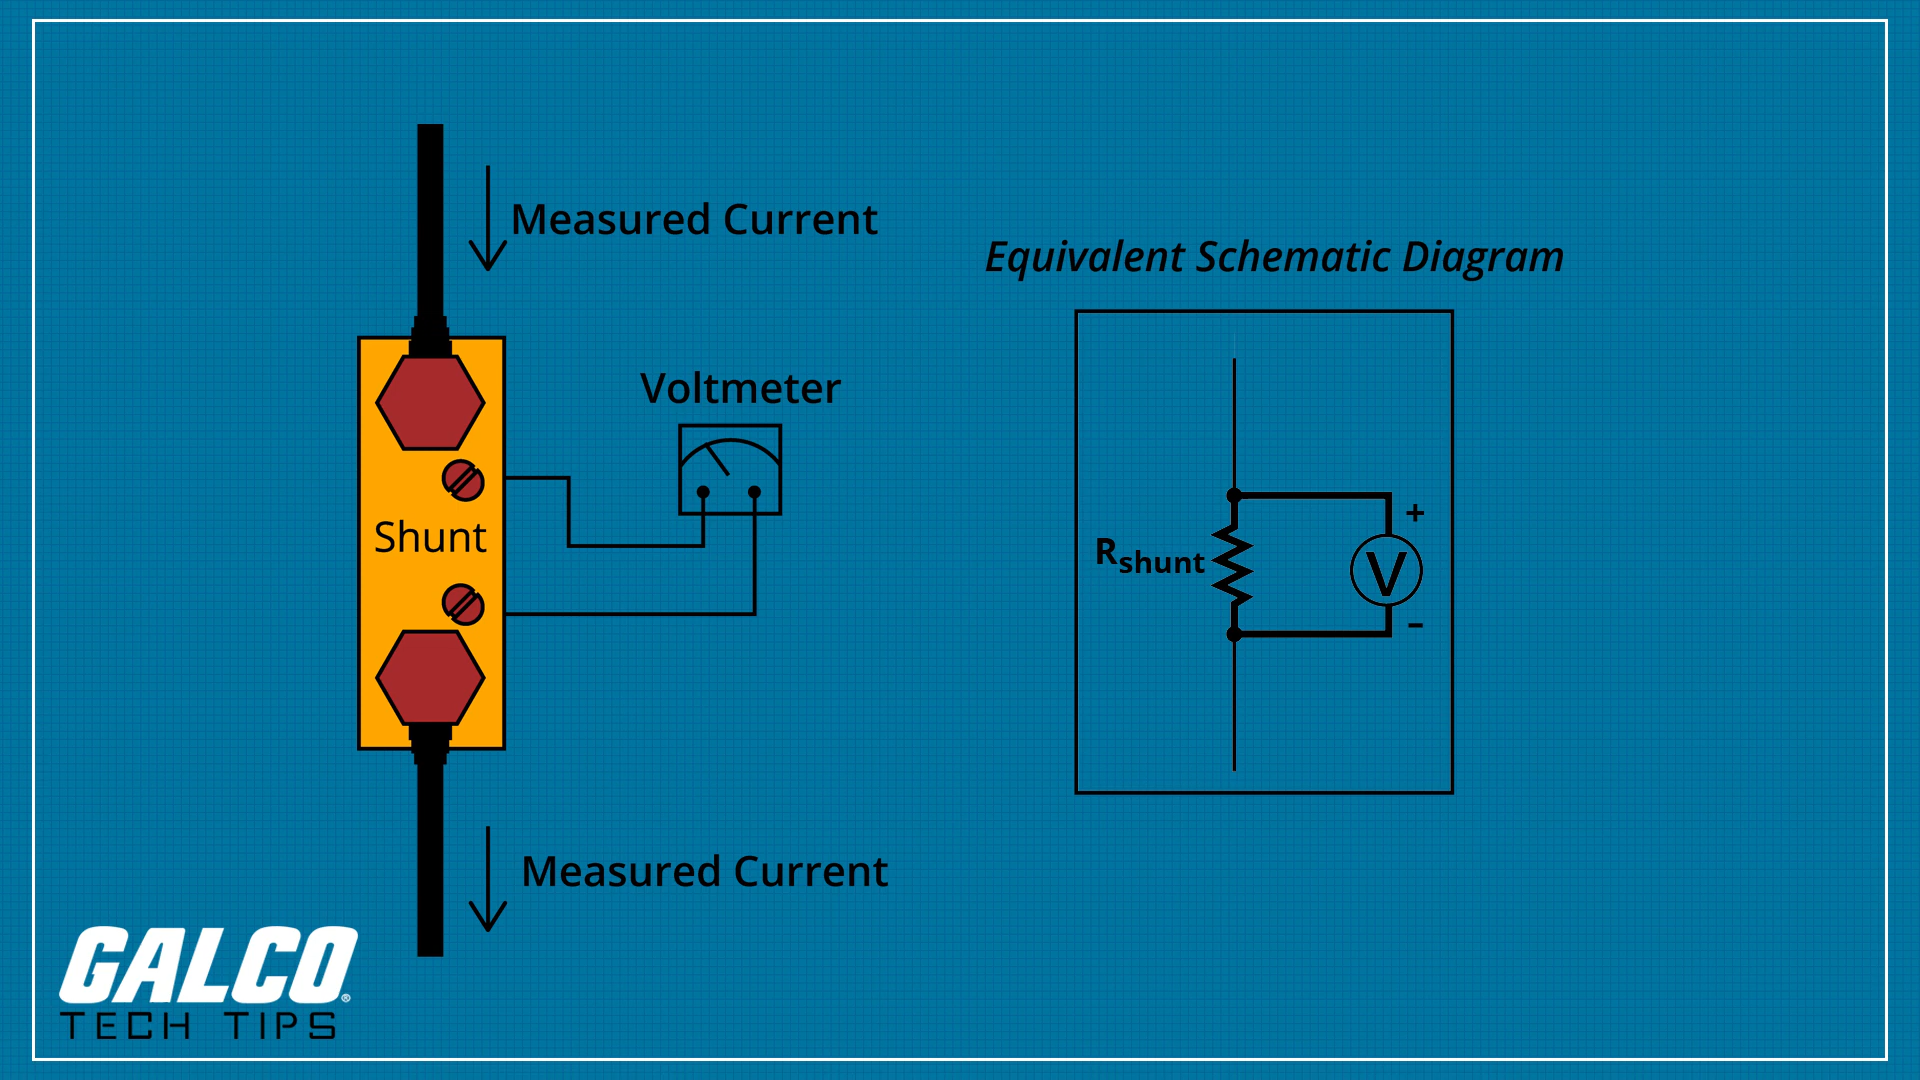 Measured Current
Equivalent Schematic Diagram
Voltmeter
Shunt
+
Rshunt
V
-
Measured Current
GALCO®
TECH TIPS